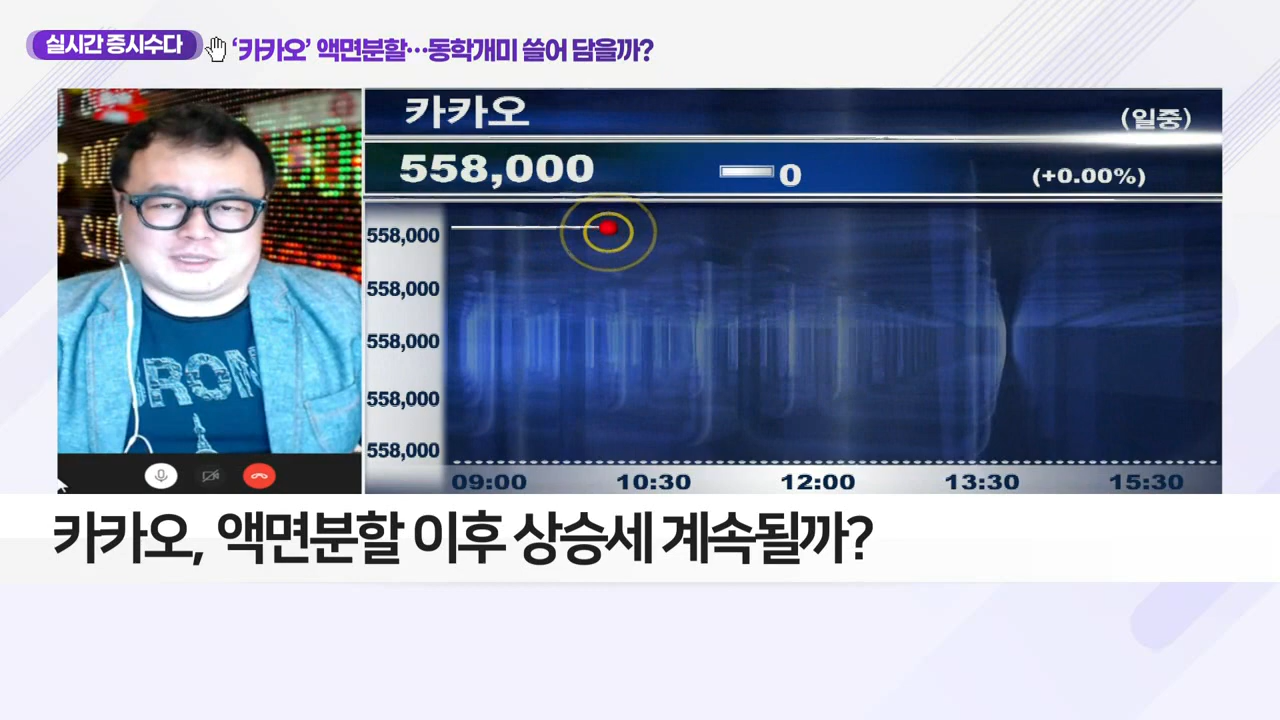 실시간 증시수다
‘카카오’ 액면분할…동학개미 쓸어 담을까?
카카오
(일중)
558,000
0
(+0.00%)
558,000
558,000
558,000
558,000
558,000
09:00 10:30 12:00 13:30 15:30
카카오, 액면분할 이후 상승세 계속될까?